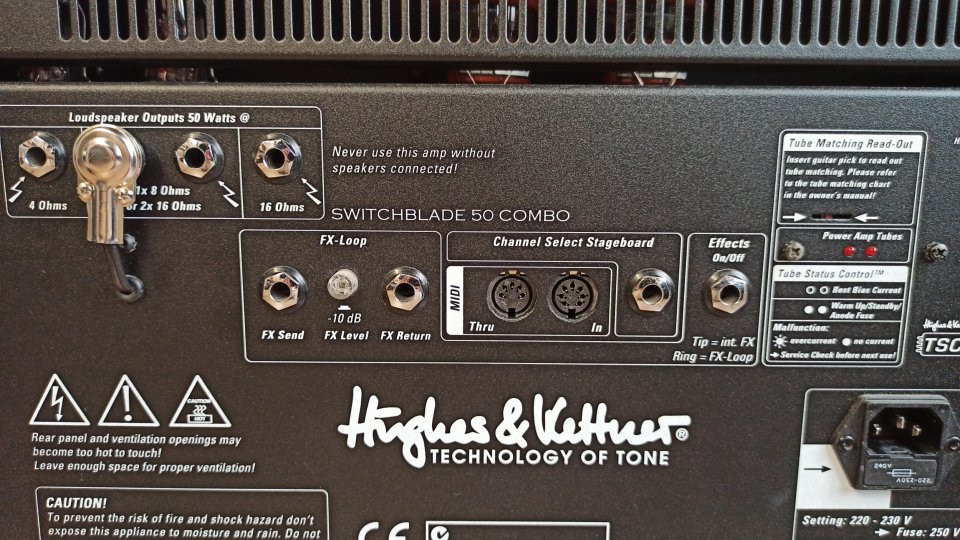 Loudspeaker Outputs 50 Watts @
4 Ohms
1x 8 Ohms
or 2x 16 Ohms
16 Ohms
Never use this amp without
speakers connected!
SWITCHBLADE 50 COMBO
FX-Loop
FX Send
-10 dB
FX Level
FX Return
Channel Select Stageboard
MIDI
Thru
In
Effects
On/Off
Tip = int. FX
Ring = FX-Loop
Tube Matching Read-Out
Insert guitar pick to read out
tube matching. Please refer
to the tube matching chart
in the owner's manual!
Power Amp Tubes
Tube Status Control™
Best Bias Current
Warm Up/Standby/
Anode Fuse
Malfunction:
overcurrent
no current
Service Check before next use!
Hughes & Ke
TSC
CAUTION
HOT
Rear panel and ventilation openings may
become too hot to touch!
Leave enough space for proper ventilation!
Hughes & Kettner®
TECHNOLOGY OF TONE
CAUTION!
To prevent the risk of fire and shock hazard don't
expose this appliance to moisture and rain. Do not
CE
240V
220-230V
Setting: 220 - 230 V
Fuse: 250 V